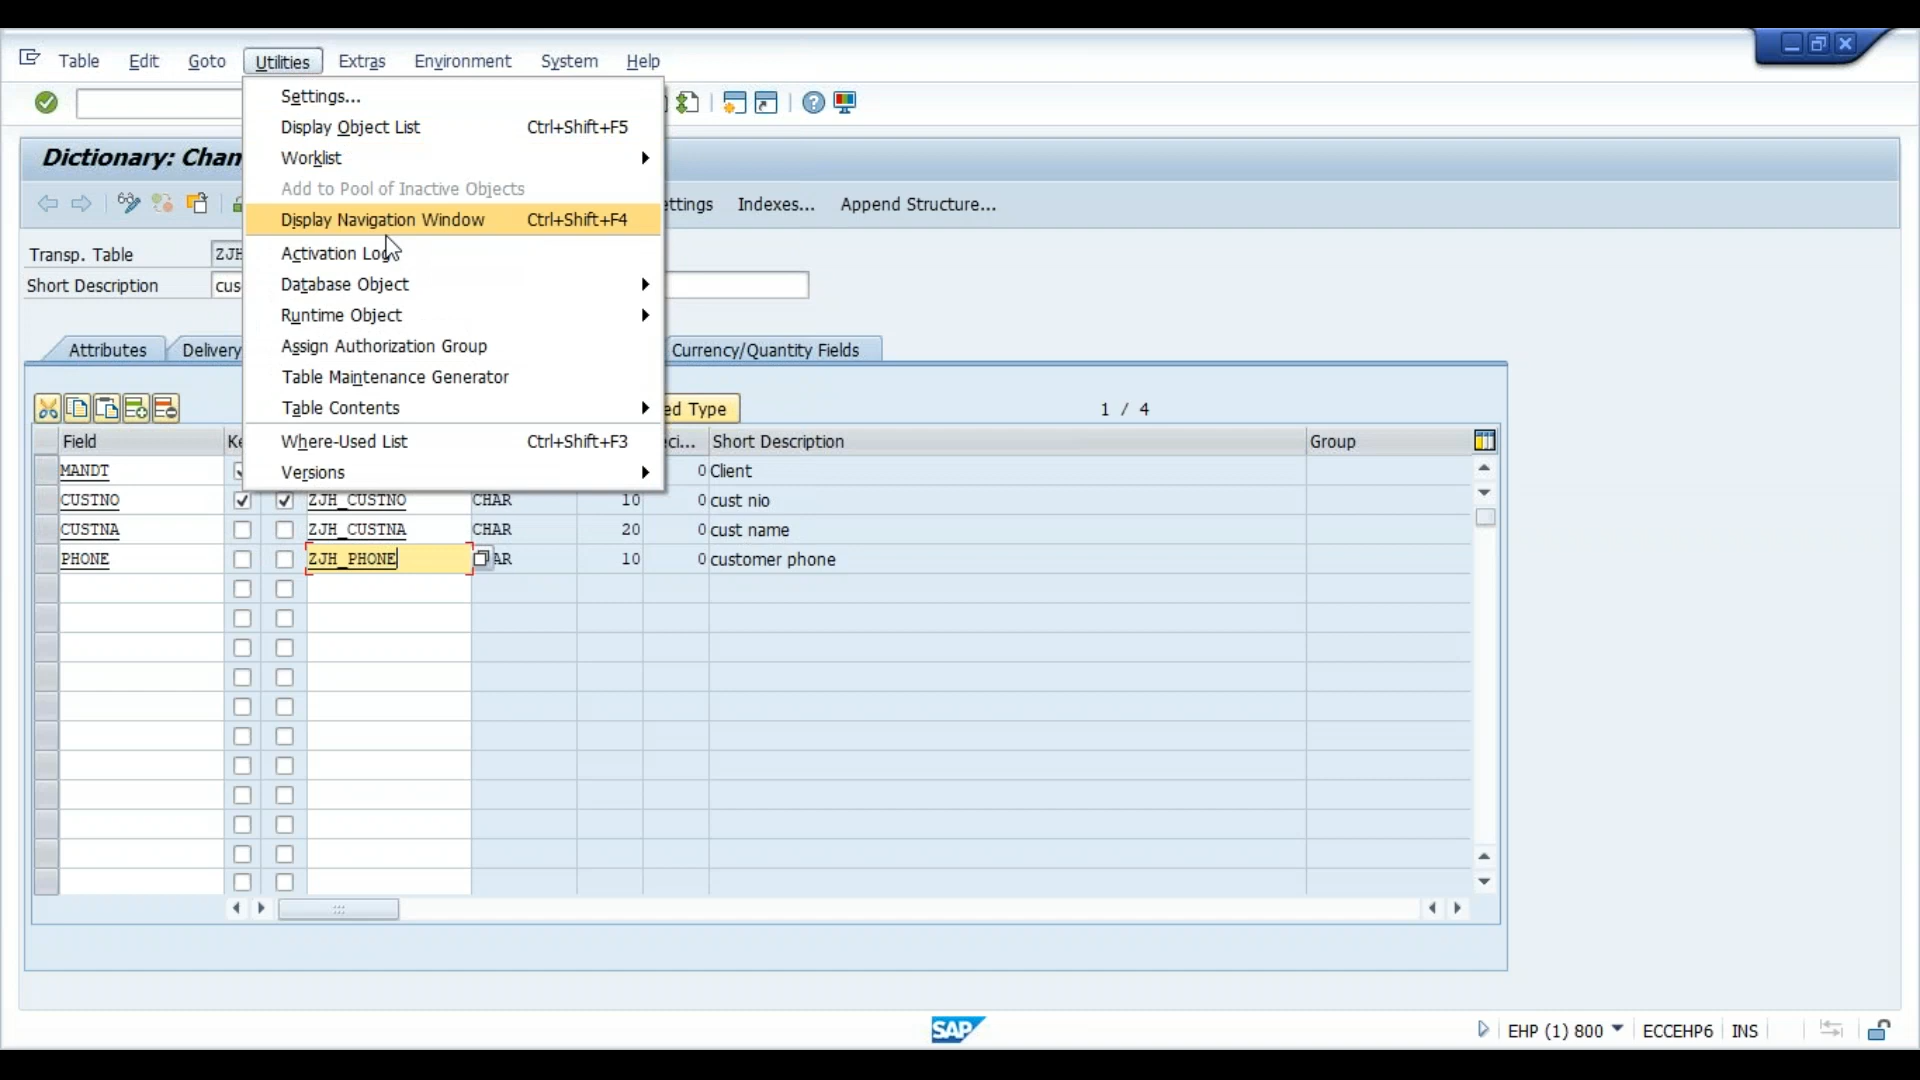 Table Edit Goto Utilities Extras Environment System Help
Settings...
Display Object List Ctrl+Shift+F5
Worklist
Add to Pool of Inactive Objects
Display Navigation Window Ctrl+Shift+F4
Activation Log
Database Object
Runtime Object
Assign Authorization Group
Table Maintenance Generator
Table Contents
Where-Used List Ctrl+Shift+F3
Versions
Dictionary: Chan
ettings Indexes... Append Structure...
Transp. Table ZJH
Short Description cus
Attributes Delivery Currency/Quantity Fields
ed Type 1 / 4
Field Ke eci... Short Description Group
MANDT 0 Client
CUSTNO ZJH_CUSTNO CHAR 10 0 cust nio
CUSTNA ZJH_CUSTNA CHAR 20 0 cust name
PHONE ZJH_PHONE AR 10 0 customer phone
SAP EHP (1) 800 ECCEHP6 INS